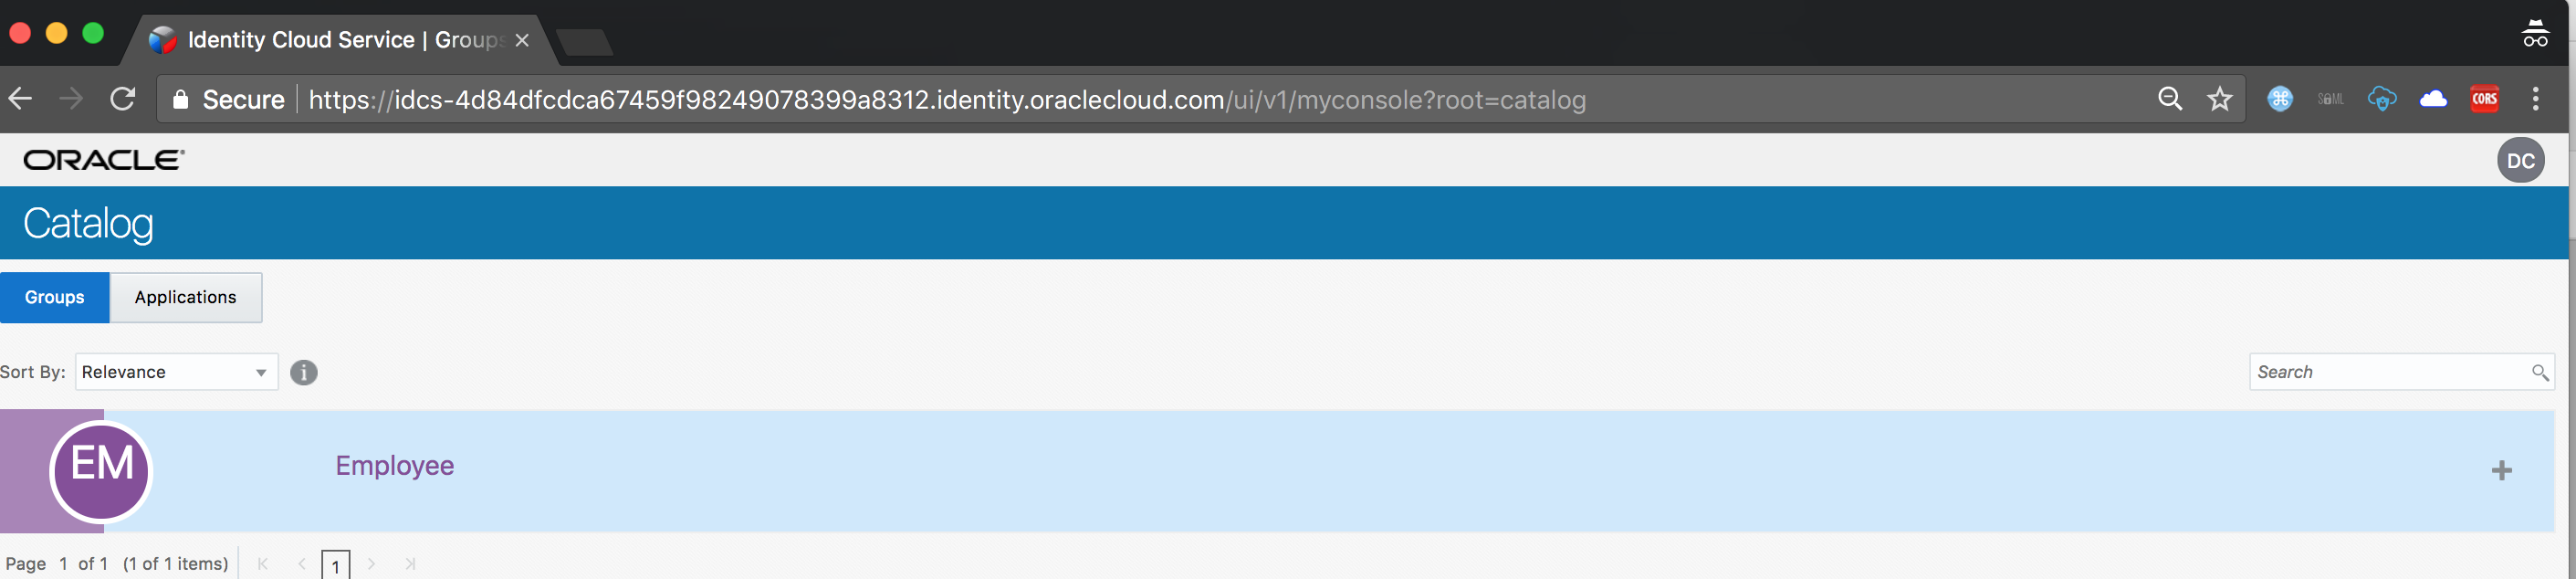 Identity Cloud Service | Groups
Secure https://idcs-4d84dfcdca67459f98249078399a8312.identity.oraclecloud.com/ui/v1/myconsole?root=catalog SAML CORS
ORACLE DC
Catalog
Groups Applications
Sort By: Relevance i Search
EM Employee
Page 1 of 1 (1 of 1 items) 1